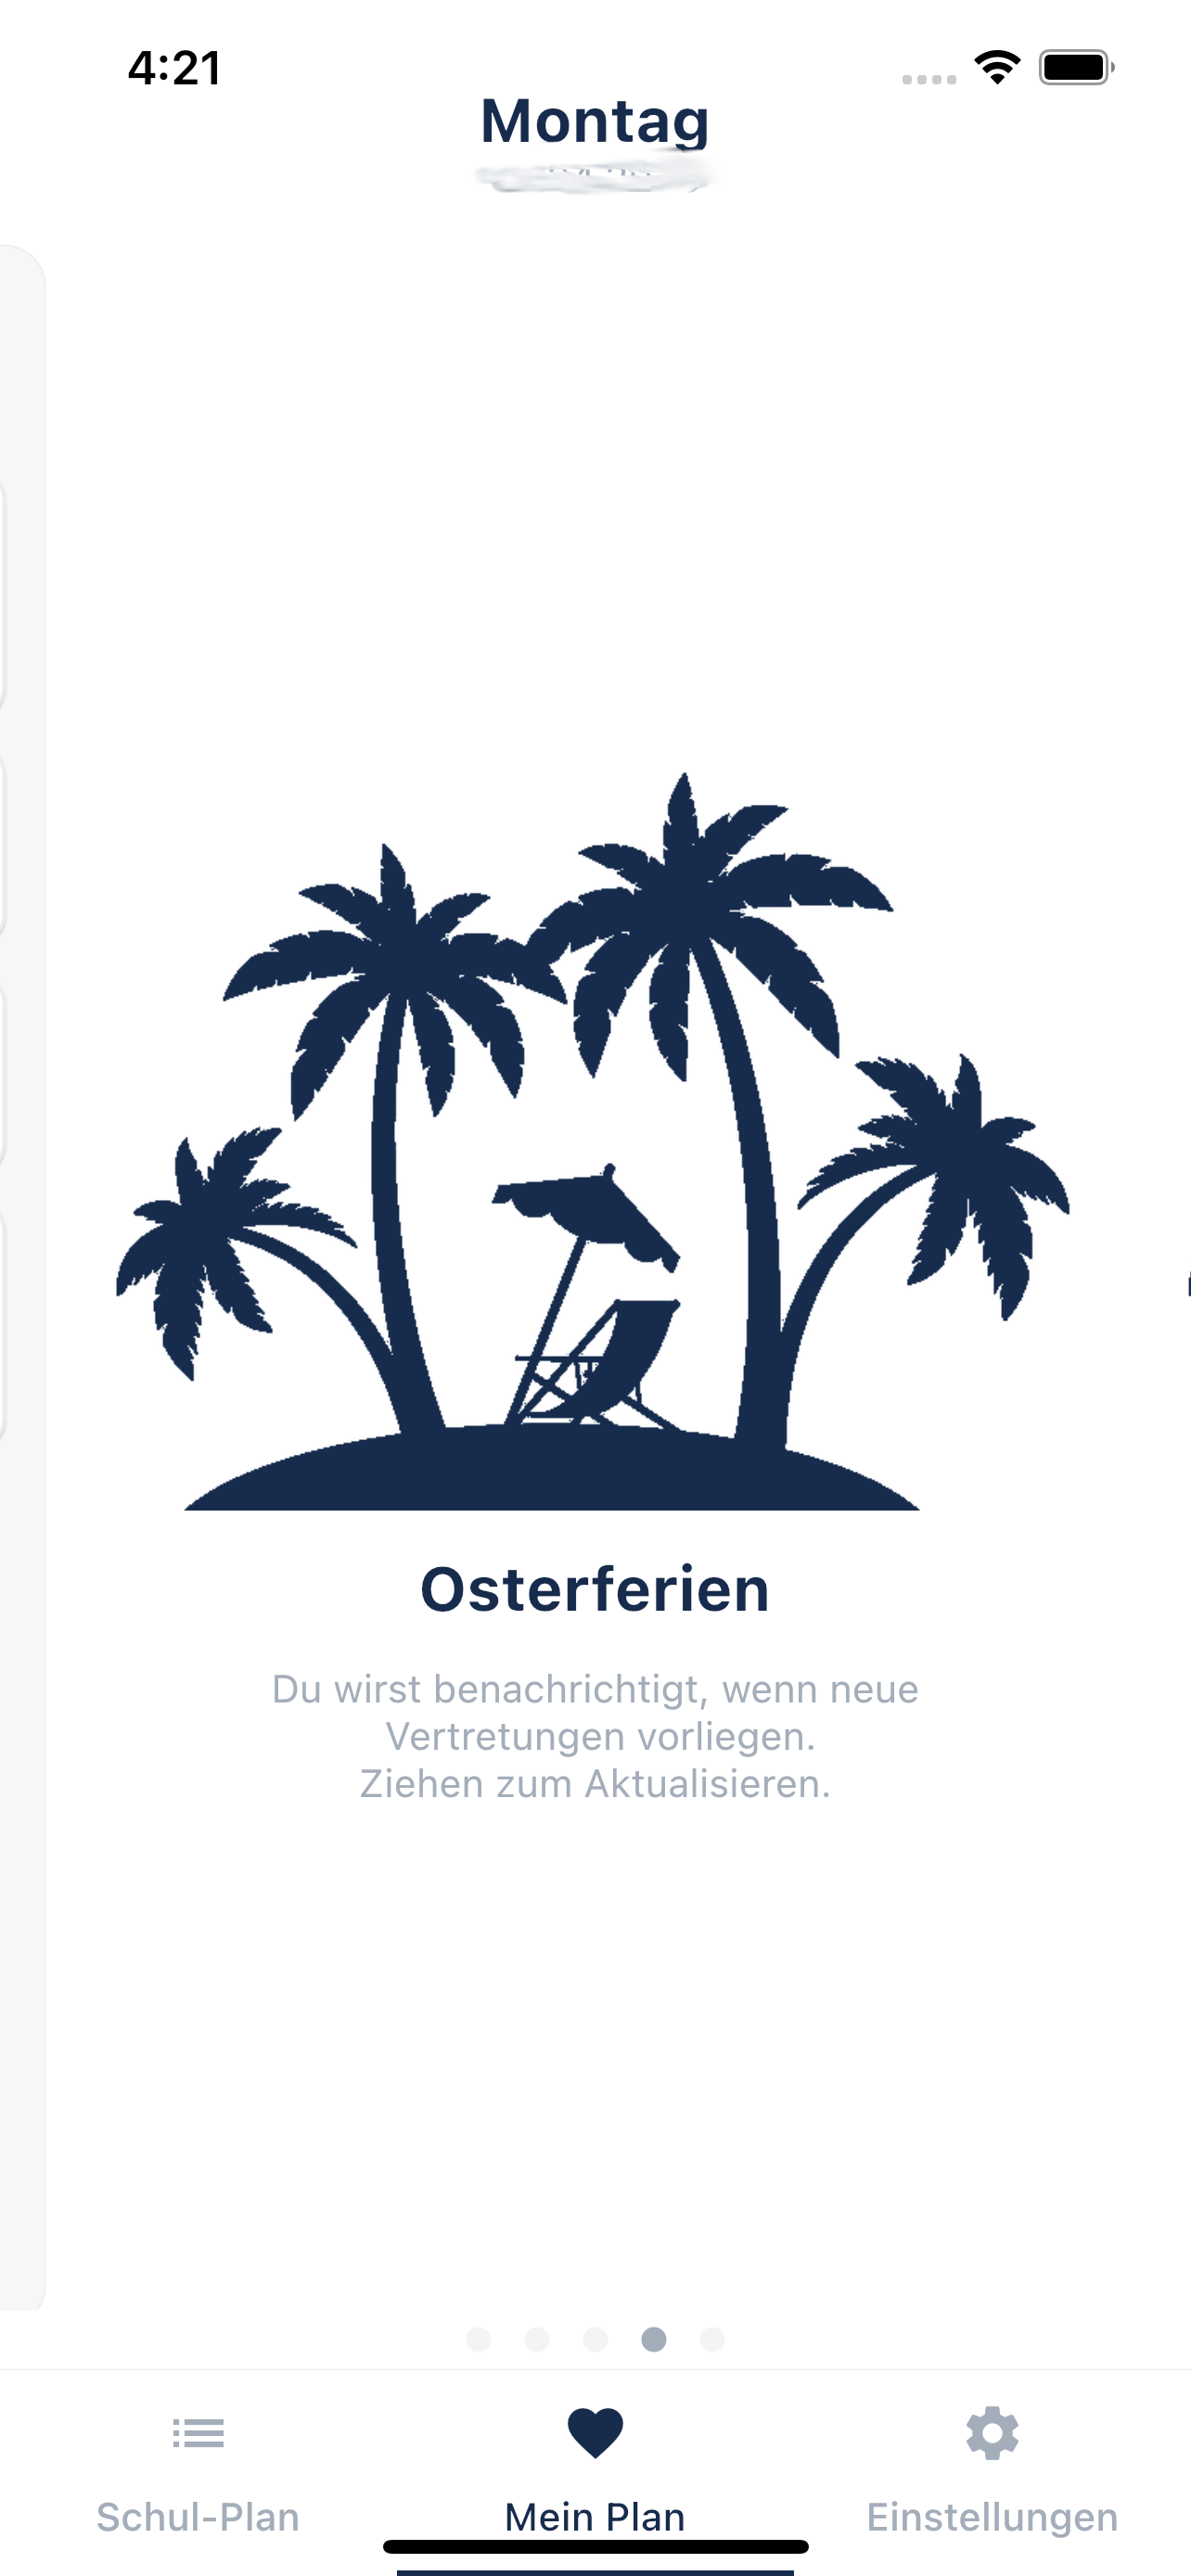 4:21
Montag
Osterferien
Du wirst benachrichtigt, wenn neue
Vertretungen vorliegen.
Ziehen zum Aktualisieren.
Schul-Plan
Mein Plan
Einstellungen